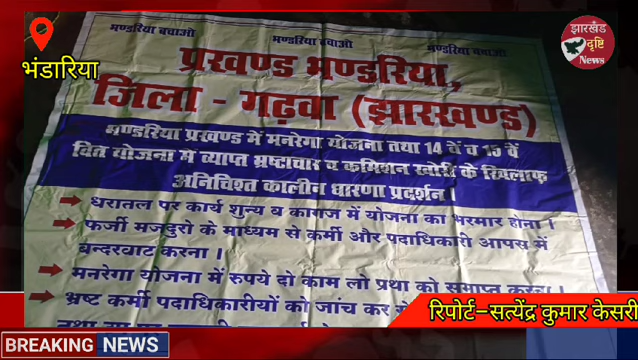 भंडारिया
झारखँड
दृष्टि
News
भण्डरिया बचाओ
भण्डरिया बचाओ
भण्डरिया बचाओ
प्रखण्ड भण्डरिया,
जिला - गढ़वा (झारखण्ड)
भण्डरिया प्रखण्ड में मनरेगा योजना तथा 14 वें व 15 वें
वित योजना में व्याप्त भ्रष्टाचार व कमिशन खोरी के खिलाफ
अनिचिश्त कालीन धारणा प्रदर्शन।
धरातल पर कार्य शुन्य व कागज में योजना का भरमार होना।
फर्जी मजदुरो के माध्यम से कर्मी और पदाधिकारी आपस में
बन्दरवाट करना।
मनरेगा योजना में रुपये दो काम लो प्रथा को समाप्त करना।
भ्रष्ट कर्मी पदाधिकारीयों को जांच कर
रिपोर्ट–सत्येंद्र कुमार केसरी
BREAKING NEWS